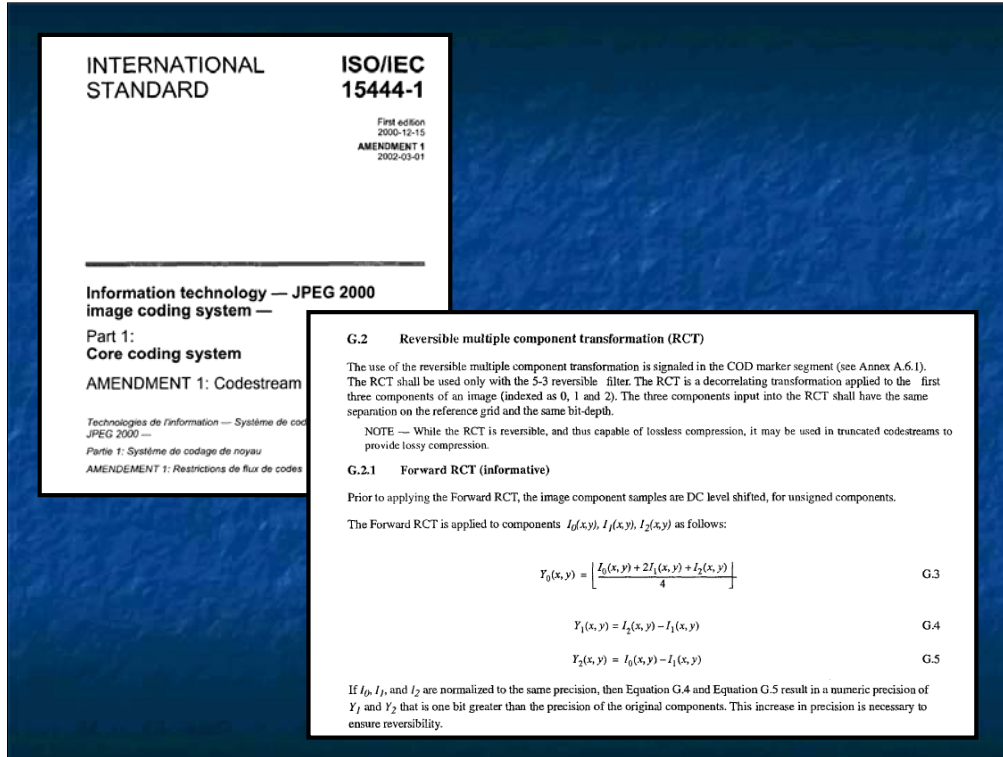 INTERNATIONAL
STANDARD
ISO/IEC
15444-1
First edition
2000-12-15
AMENDMENT 1
2002-03-01
Information technology — JPEG 2000
image coding system —
Part 1:
Core coding system
AMENDMENT 1: Codestream
Technologies de l'information — Système de cod
JPEG 2000 —
Partie 1: Système de codage de noyau
AMENDEMENT 1: Restrictions de flux de codes
G.2 Reversible multiple component transformation (RCT)
The use of the reversible multiple component transformation is signaled in the COD marker segment (see Annex A.6.1).
The RCT shall be used only with the 5-3 reversible filter. The RCT is a decorrelating transformation applied to the first
three components of an image (indexed as 0, 1 and 2). The three components input into the RCT shall have the same
separation on the reference grid and the same bit-depth.
NOTE — While the RCT is reversible, and thus capable of lossless compression, it may be used in truncated codestreams to
provide lossy compression.
G.2.1 Forward RCT (informative)
Prior to applying the Forward RCT, the image component samples are DC level shifted, for unsigned components.
The Forward RCT is applied to components I₀(x,y), I₁(x,y), I₂(x,y) as follows:
Y₀(x, y) = ⌊(I₀(x, y) + 2I₁(x, y) + I₂(x, y))/4⌋ G.3
Y₁(x, y) = I₂(x, y) – I₁(x, y) G.4
Y₂(x, y) = I₀(x, y) – I₁(x, y) G.5
If I₀, I₁, and I₂ are normalized to the same precision, then Equation G.4 and Equation G.5 result in a numeric precision of
Y₁ and Y₂ that is one bit greater than the precision of the original components. This increase in precision is necessary to
ensure reversibility.